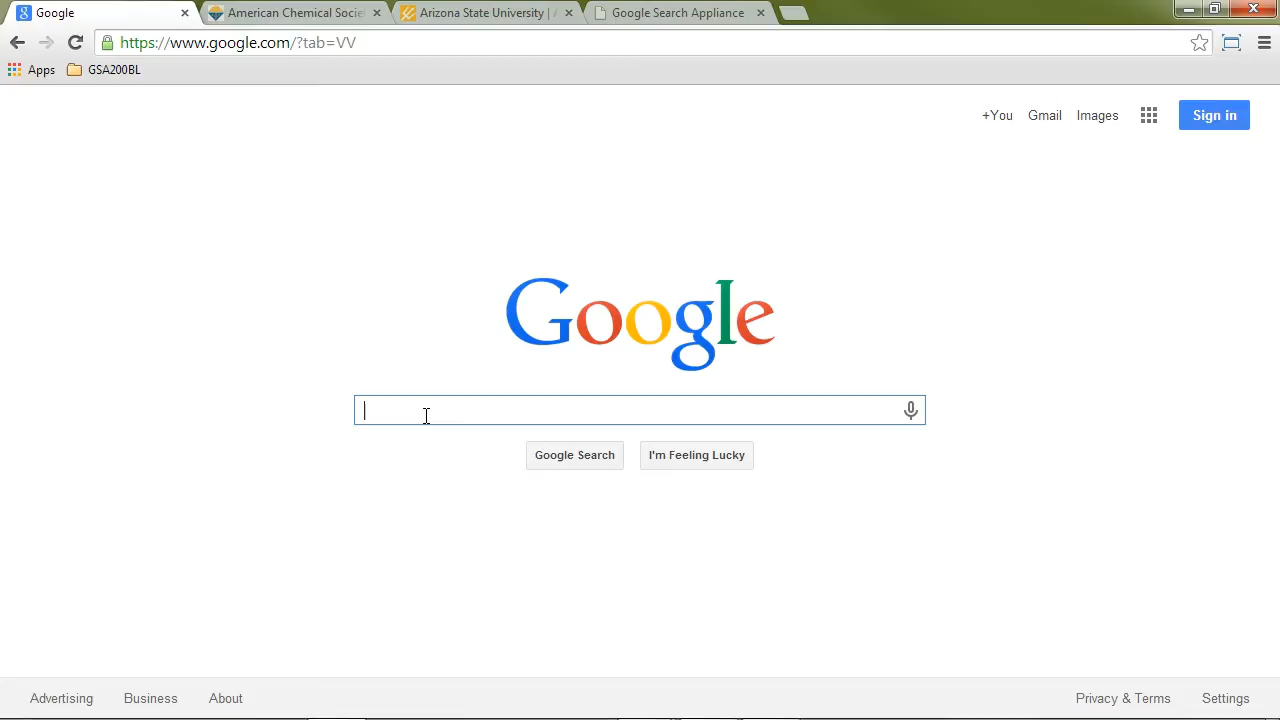 Google
American Chemical Socie
Arizona State University | A
Google Search Appliance
https://www.google.com/?tab=VV
Apps
GSA200BL
+You Gmail Images
Sign in
Google
Google Search
I'm Feeling Lucky
Advertising Business About
Privacy & Terms Settings